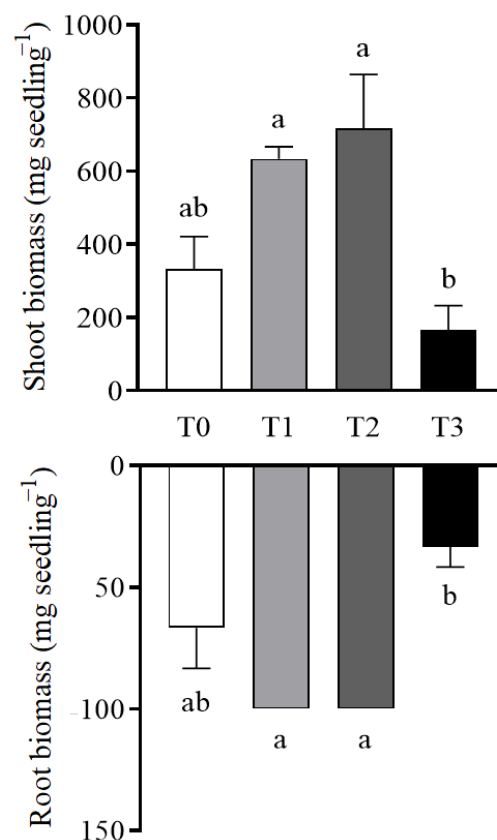 Shoot biomass (mg seedling⁻¹)
1000
800
600
400
200
0
ab
a
a
b
T0 T1 T2 T3
Root biomass (mg seedling⁻¹)
0
50
100
150
ab
a
a
b